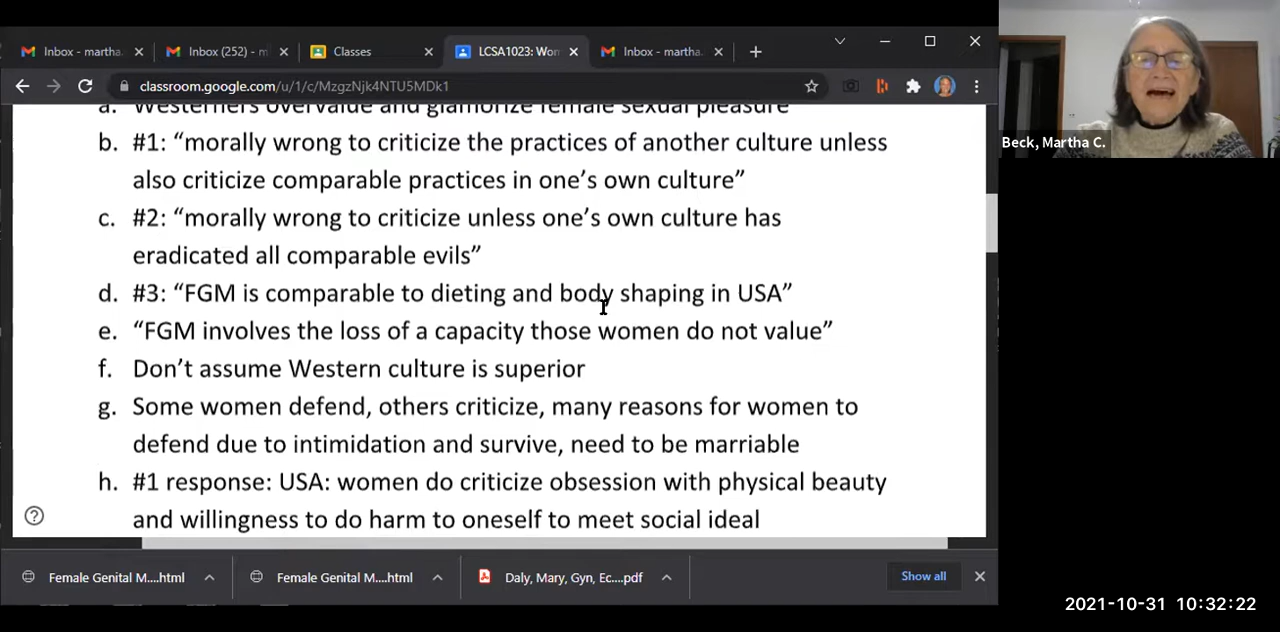 Inbox - martha.
Inbox (252) - m
Classes
LCSA1023: Wom
Inbox - martha.
classroom.google.com/u/1/c/MzgzNjk4NTU5MDk1
a. Westerners overvalue and glamorize female sexual pleasure
b. #1: “morally wrong to criticize the practices of another culture unless
also criticize comparable practices in one’s own culture”
c. #2: “morally wrong to criticize unless one’s own culture has
eradicated all comparable evils”
d. #3: “FGM is comparable to dieting and body shaping in USA”
e. “FGM involves the loss of a capacity those women do not value”
f. Don’t assume Western culture is superior
g. Some women defend, others criticize, many reasons for women to
defend due to intimidation and survive, need to be marriable
h. #1 response: USA: women do criticize obsession with physical beauty
and willingness to do harm to oneself to meet social ideal
Female Genital M....html
Female Genital M....html
Daly, Mary, Gyn, Ec....pdf
Show all
Beck, Martha C.
2021-10-31 10:32:22